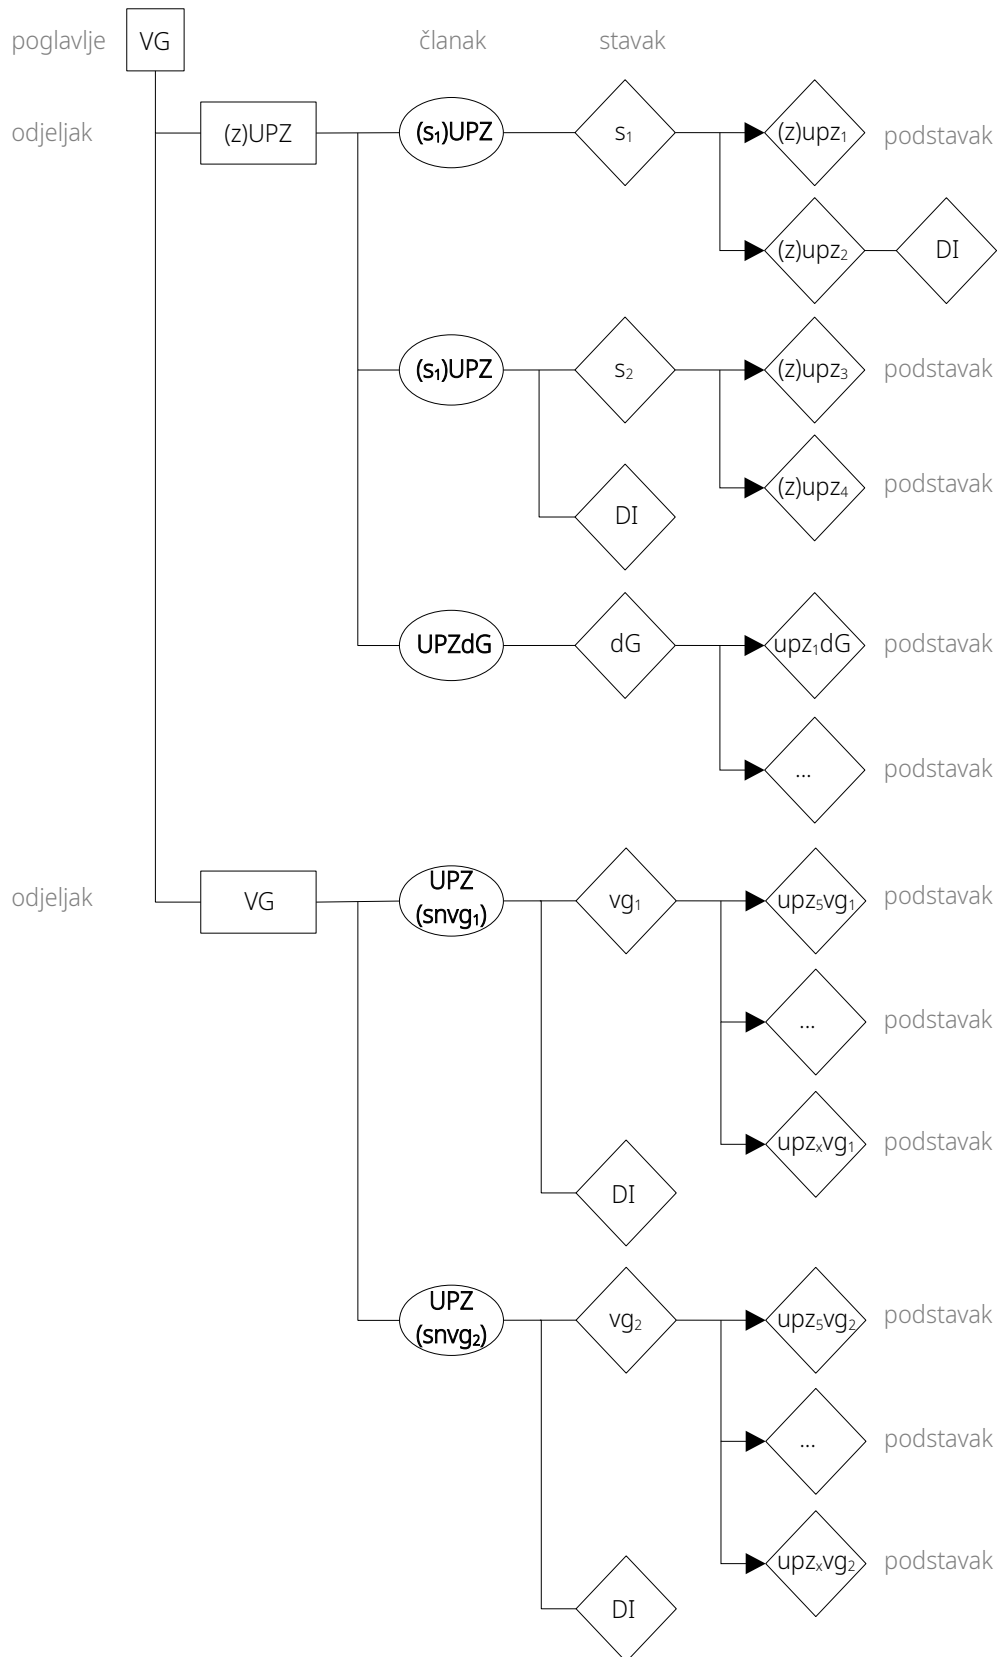 poglavlje VG članak stavak
odjeljak (z)UPZ (s₁)UPZ s₁ (z)upz₁ podstavak
(z)upz₂ DI
(s₁)UPZ s₂ (z)upz₃ podstavak
(z)upz₄ podstavak
DI
UPZdG dG upz₁dG podstavak
... podstavak
odjeljak VG UPZ
(snvg₁) vg₁ upz₅vg₁ podstavak
... podstavak
upzₓvg₁ podstavak
DI
UPZ
(snvg₂) vg₂ upz₅vg₂ podstavak
... podstavak
upzₓvg₂ podstavak
DI